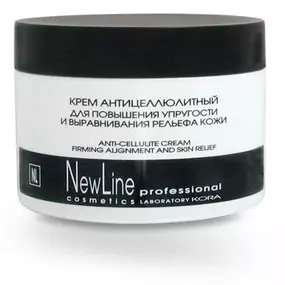 КРЕМ АНТИЦЕЛЛЮЛИТНЫЙ
ДЛЯ ПОВЫШЕНИЯ УПРУГОСТИ
И ВЫРАВНИВАНИЯ РЕЛЬЕФА КОЖИ
ANTI-CELLULITE CREAM
FIRMING ALIGNMENT AND SKIN RELIEF
NL
NewLine professional
cosmetics LABORATORY KORA